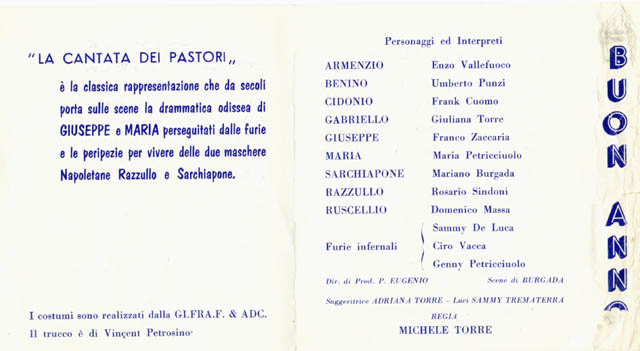 “LA CANTATA DEI PASTORI„
è la classica rappresentazione che da secoli
porta sulle scene la drammatica odissea di
GIUSEPPE e MARIA perseguitati dalle furie
e le peripezie per vivere delle due maschere
Napoletane Razzullo e Sarchiapone.
I costumi sono realizzati dalla GI.FRA.F. & ADC.
Il trucco è di Vinçent Petrosino
Personaggi ed Interpreti
ARMENZIO Enzo Vallefuoco
BENINO Umberto Punzi
CIDONIO Frank Cuomo
GABRIELLO Giuliana Torre
GIUSEPPE Franco Zaccaria
MARIA Maria Petricciuolo
SARCHIAPONE Mariano Burgada
RAZZULLO Rosario Sindoni
RUSCELLIO Domenico Massa
Furie infernali
Sammy De Luca
Ciro Vacca
Genny Petricciuolo
Dir. di Prod. P. EUGENIO Scene di BURGADA
Suggeritrice ADRIANA TORRE - Luci SAMMY TREMATERRA
REGIA
MICHELE TORRE
BUON ANNO